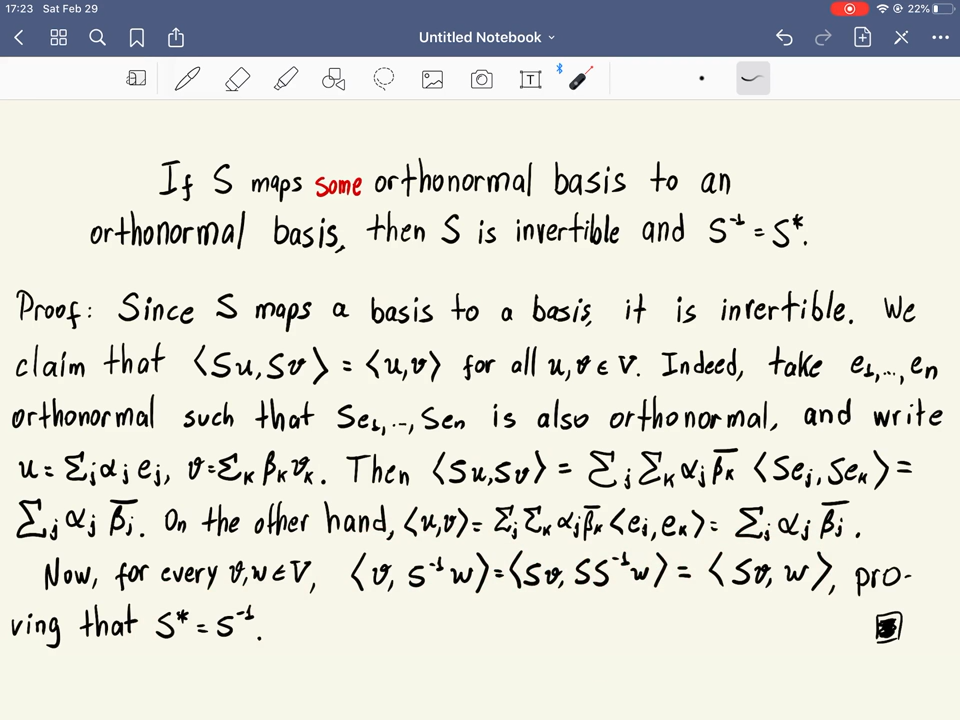 17:23 Sat Feb 29 22%
Untitled Notebook
T
If S maps some orthonormal basis to an
orthonormal basis, then S is invertible and S⁻¹ = S*.
Proof: Since S maps a basis to a basis, it is invertible. We
claim that ⟨Su, Sv⟩ = ⟨u, v⟩ for all u, v ∈ V. Indeed, take e₁, ..., eₙ
orthonormal such that Se₁, ..., Seₙ is also orthonormal, and write
u = Σⱼ αⱼ eⱼ, v = Σₖ βₖ vₖ. Then ⟨Su, Sv⟩ = Σⱼ Σₖ αⱼ β̅ₖ ⟨Seⱼ, Seₖ⟩ =
Σⱼ αⱼ β̅ⱼ. On the other hand, ⟨u, v⟩ = Σⱼ Σₖ αⱼ β̅ₖ ⟨eⱼ, eₖ⟩ = Σⱼ αⱼ β̅ⱼ.
Now, for every v, w ∈ V, ⟨v, S⁻¹w⟩ = ⟨Sv, SS⁻¹w⟩ = ⟨Sv, w⟩, pro-
ving that S* = S⁻¹.